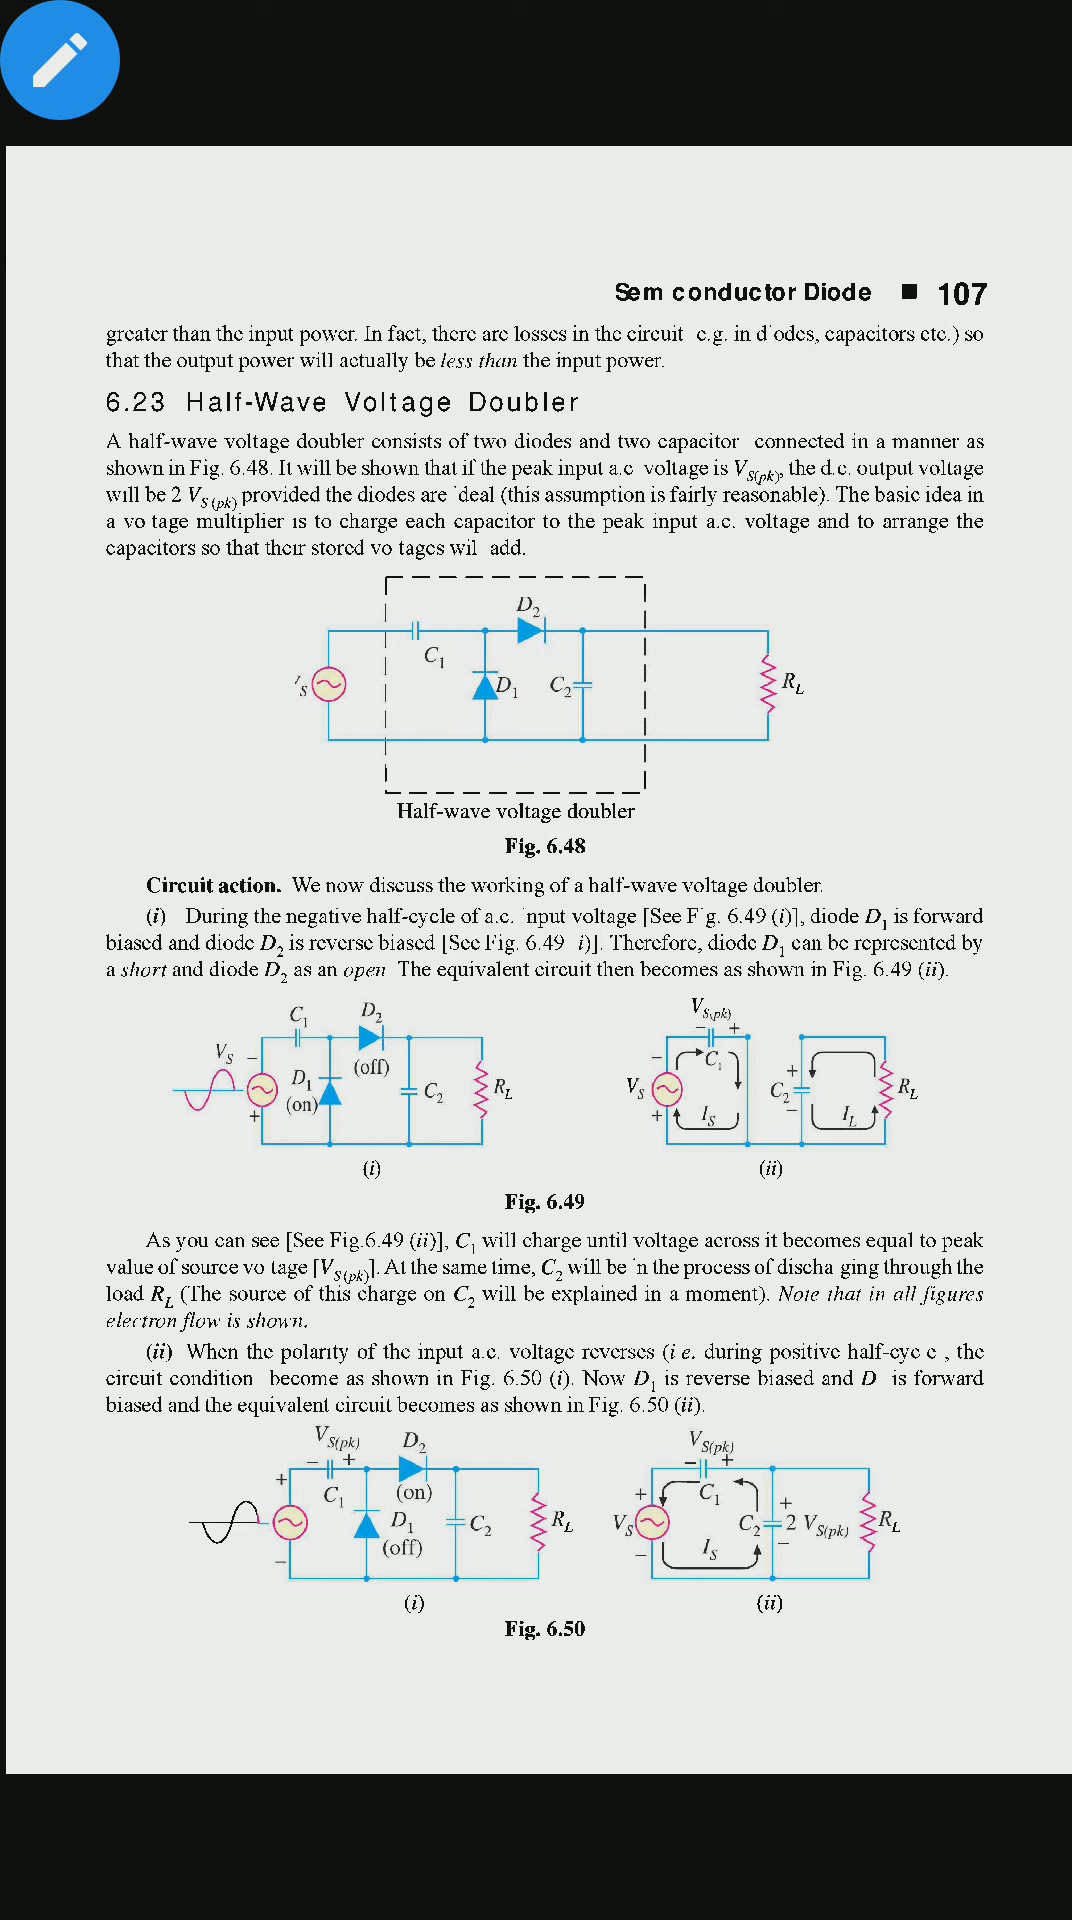 Sem conductor Diode ■ 107
greater than the input power. In fact, there are losses in the circuit e.g. in d odes, capacitors etc.) so
that the output power will actually be less than the input power.
6.23 Half-Wave Voltage Doubler
A half-wave voltage doubler consists of two diodes and two capacitor connected in a manner as
shown in Fig. 6.48. It will be shown that if the peak input a.c voltage is VS(pk), the d.c. output voltage
will be 2 VS (pk) provided the diodes are deal (this assumption is fairly reasonable). The basic idea in
a vo tage multiplier is to charge each capacitor to the peak input a.c. voltage and to arrange the
capacitors so that their stored vo tages wil add.
D2
C1
S
D1
C2
RL
Half-wave voltage doubler
Fig. 6.48
Circuit action. We now discuss the working of a half-wave voltage doubler.
(i) During the negative half-cycle of a.c. nput voltage [See F g. 6.49 (i)], diode D1 is forward
biased and diode D2 is reverse biased [See Fig. 6.49 i)]. Therefore, diode D1 can be represented by
a short and diode D2 as an open The equivalent circuit then becomes as shown in Fig. 6.49 (ii).
C1 D2
VS −
(off)
D1
(on)
C2
RL
+
(i)
VS(pk)
− +
−
C1
VS
+
IS
+
C2
−
IL
RL
(ii)
Fig. 6.49
As you can see [See Fig.6.49 (ii)], C1 will charge until voltage across it becomes equal to peak
value of source vo tage [VS(pk)]. At the same time, C2 will be n the process of discha ging through the
load RL (The source of this charge on C2 will be explained in a moment). Note that in all figures
electron flow is shown.
(ii) When the polarity of the input a.c. voltage reverses (i e. during positive half-cyc e , the
circuit condition become as shown in Fig. 6.50 (i). Now D1 is reverse biased and D is forward
biased and the equivalent circuit becomes as shown in Fig. 6.50 (ii).
VS(pk) D2
− +
+
C1
(on)
D1
(off)
C2
RL
−
(i)
VS(pk)
− +
+
C1
VS
−
IS
+
C2 2 VS(pk)
−
RL
(ii)
Fig. 6.50